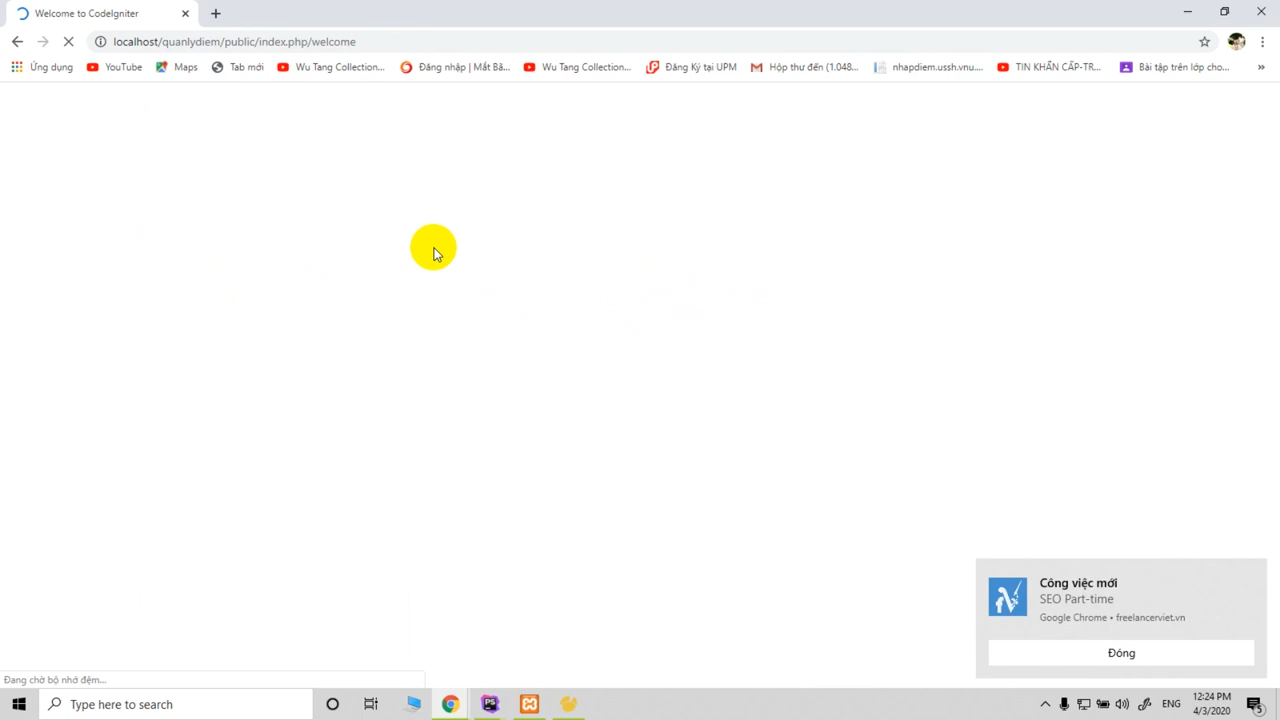 Welcome to CodeIgniter
localhost/quanlydiem/public/index.php/welcome
Ứng dụng YouTube Maps Tab mới Wu Tang Collection... Đăng nhập | Mắt Bã... Wu Tang Collection... Đăng Ký tại UPM Hộp thư đến (1.048... nhapdiem.ussh.vnu.... TIN KHẨN CẤP-TR... Bài tập trên lớp cho... »
Công việc mới
SEO Part-time
Google Chrome • freelancerviet.vn
Đóng
Đang chờ bộ nhớ đệm...
Type here to search
PS
ENG
12:24 PM
4/3/2020
5